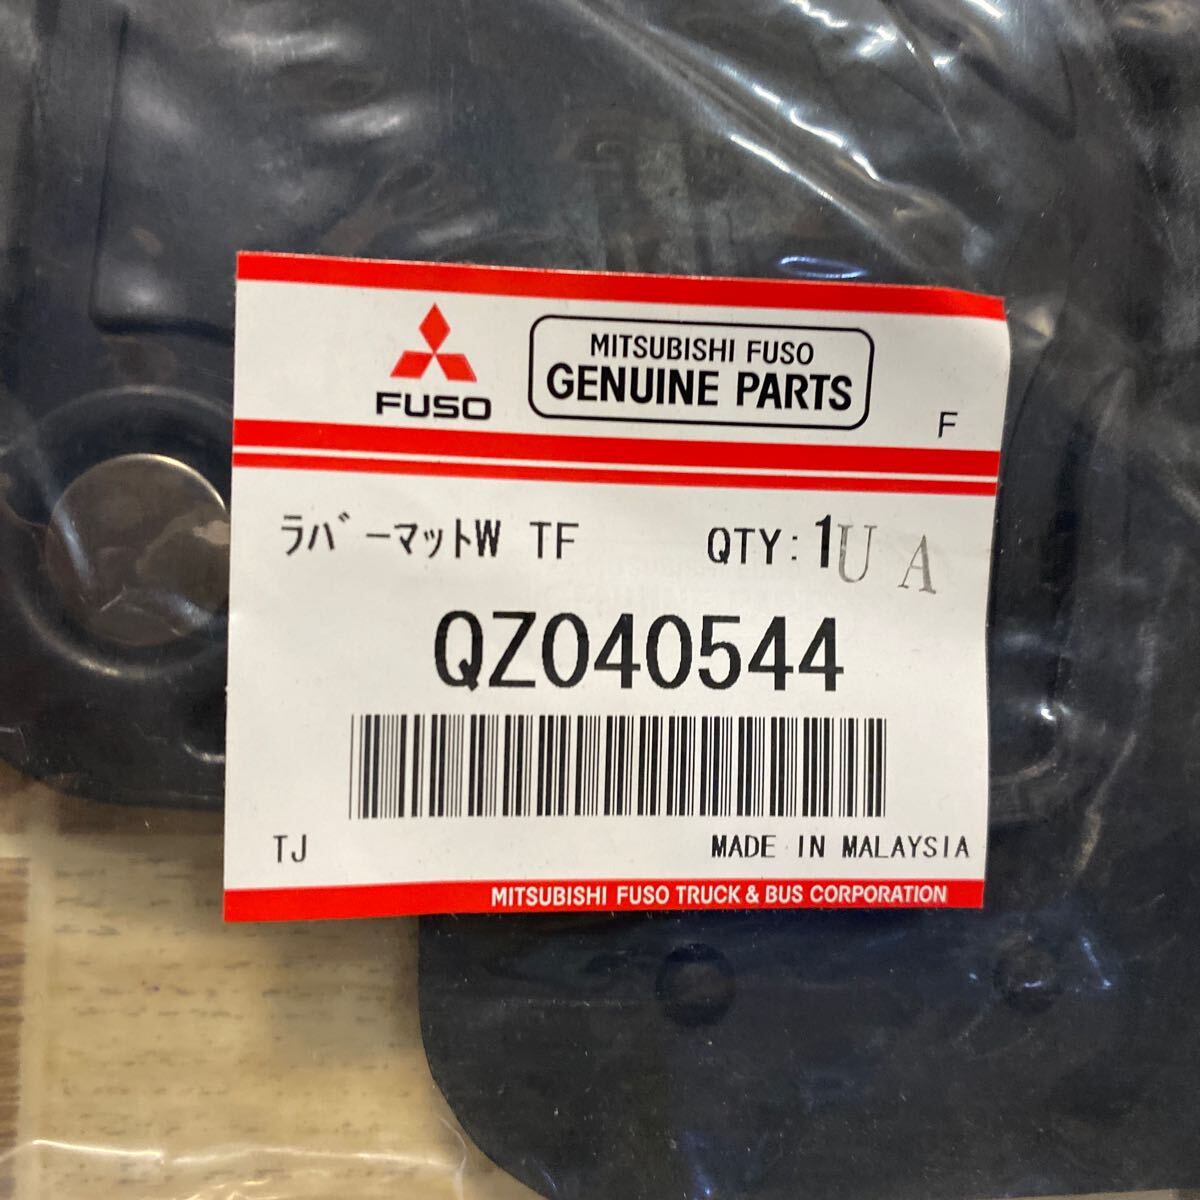 FUSO
MITSUBISHI FUSO
GENUINE PARTS
F
ラバーマットW TF QTY: 1 U A
QZ040544
TJ MADE IN MALAYSIA
MITSUBISHI FUSO TRUCK & BUS CORPORATION